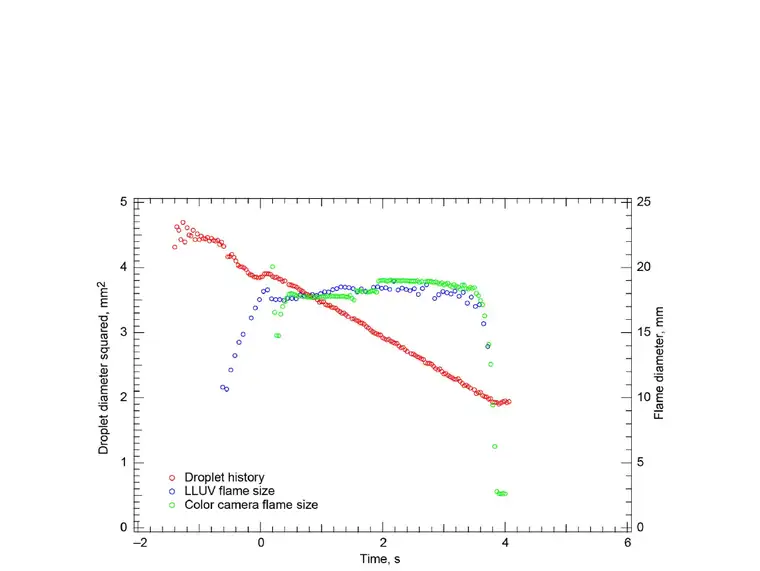 5
4
3
2
1
0
Droplet diameter squared, mm2
25
20
15
10
5
0
Flame diameter, mm
Droplet history
LLUV flame size
Color camera flame size
−2 0 2 4 6
Time, s